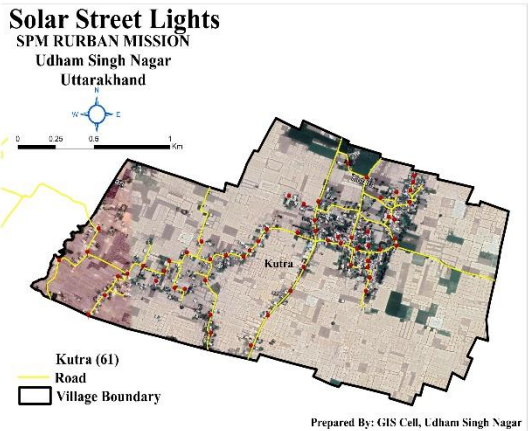 Solar Street Lights
SPM RURBAN MISSION
Udham Singh Nagar
Uttarakhand
N
W
E
S
0 0.25 0.5 1
Km
Kutra
Kutra (61)
Road
Village Boundary
Prepared By: GIS Cell, Udham Singh Nagar